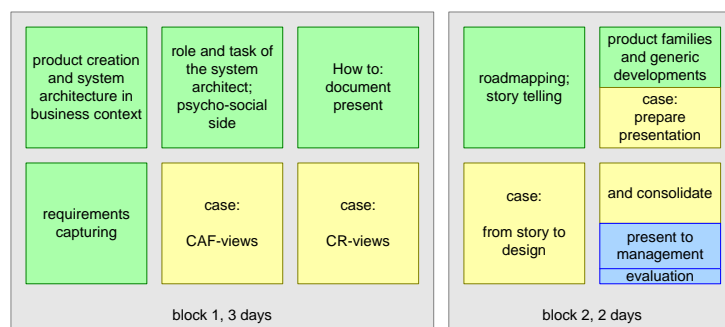 product creation
and system
architecture in
business context
role and task of
the system
architect;
psycho-social
side
How to:
document
present
requirements
capturing
case:
CAF-views
case:
CR-views
block 1, 3 days
roadmapping;
story telling
product families
and generic
developments
case:
prepare
presentation
case:
from story to
design
and consolidate
present to
management
evaluation
block 2, 2 days